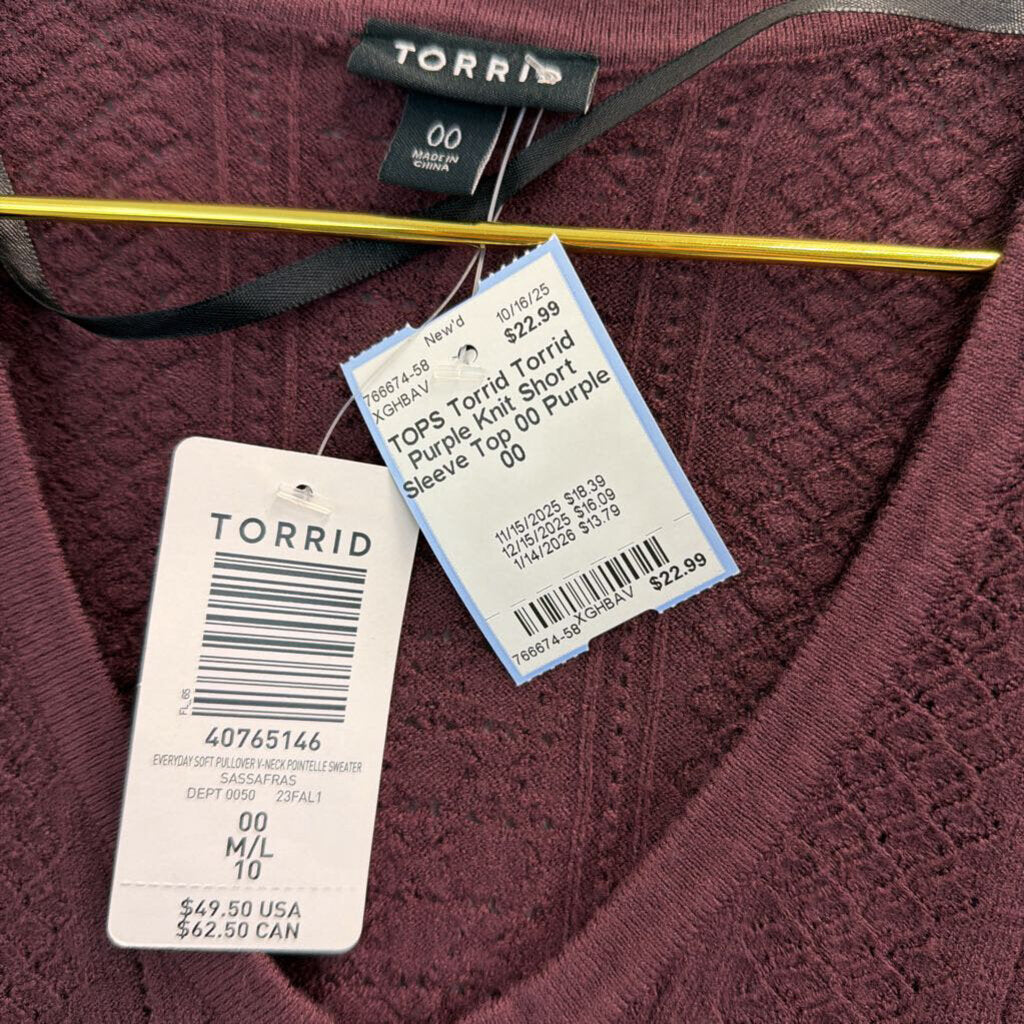 TORRID
00
MADE IN
CHINA
New'd 10/16/25
766674-58 $22.99
XGHBAV
TOPS Torrid Torrid
Purple Knit Short
Sleeve Top 00 Purple
00
11/15/2025 $18.39
12/15/2025 $16.09
1/14/2026 $13.79
766674-58 XGHBAV $22.99
TORRID
FL_65
40765146
EVERYDAY SOFT PULLOVER V-NECK POINTELLE SWEATER
SASSAFRAS
DEPT 0050 23FAL1
00
M/L
10
$49.50 USA
$62.50 CAN